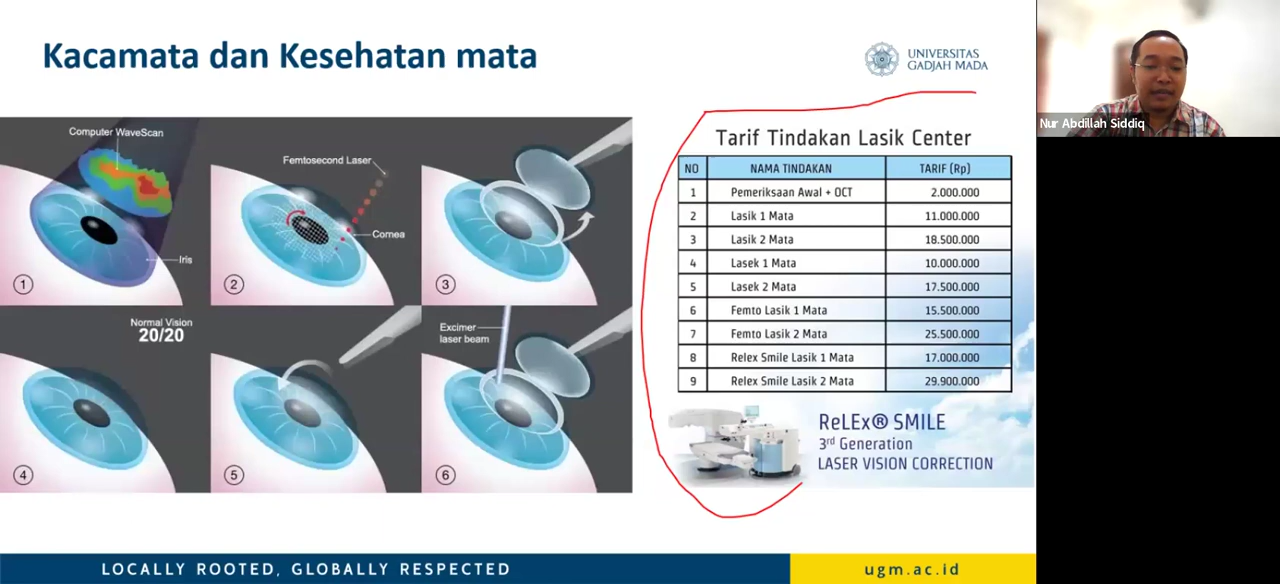 Kacamata dan Kesehatan mata
UNIVERSITAS
GADJAH MADA
Nur Abdillah Siddiq
Computer WaveScan
Iris
1
Femtosecond Laser
Cornea
2
3
Normal Vision
20/20
4
5
Excimer
laser beam
6
Tarif Tindakan Lasik Center
NO NAMA TINDAKAN TARIF (Rp)
1 Pemeriksaan Awal + OCT 2.000.000
2 Lasik 1 Mata 11.000.000
3 Lasik 2 Mata 18.500.000
4 Lasek 1 Mata 10.000.000
5 Lasek 2 Mata 17.500.000
6 Femto Lasik 1 Mata 15.500.000
7 Femto Lasik 2 Mata 25.500.000
8 Relex Smile Lasik 1 Mata 17.000.000
9 Relex Smile Lasik 2 Mata 29.900.000
ReLEx® SMILE
3rd Generation
LASER VISION CORRECTION
LOCALLY ROOTED, GLOBALLY RESPECTED
ugm.ac.id